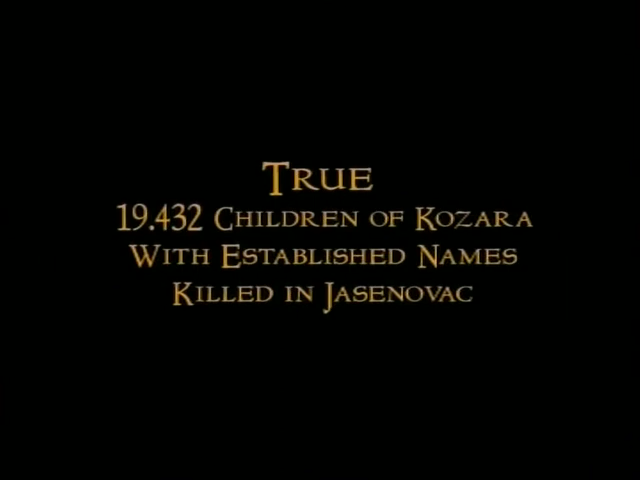 True
19.432 Children of Kozara
With Established Names
Killed in Jasenovac